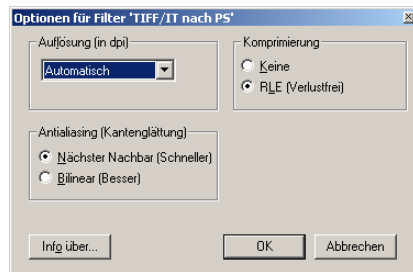 Optionen für Filter 'TIFF/IT nach PS'
Auflösung (in dpi)
Automatisch
Komprimierung
Keine
RLE (Verlustfrei)
Antialiasing (Kantenglättung)
Nächster Nachbar (Schneller)
Bilinear (Besser)
Info über...
OK
Abbrechen